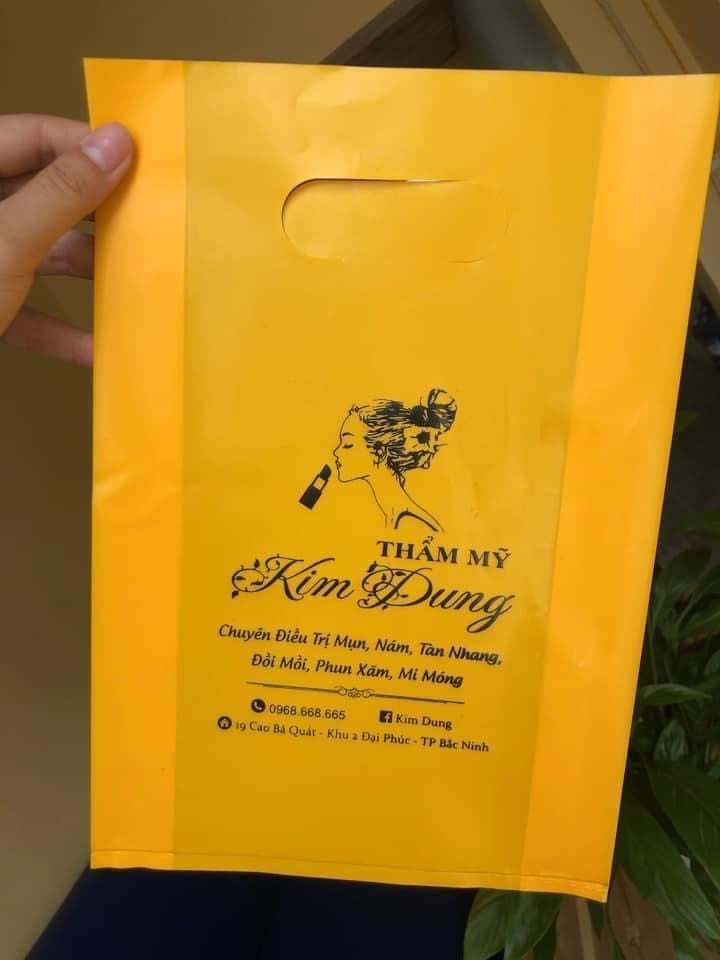 THẨM MỸ
Kim Dung
Chuyên Điều Trị Mụn, Nám, Tàn Nhang,
Đồi Mồi, Phun Xăm, Mi Móng
0968.668.665 Kim Dung
19 Cao Bá Quát - Khu 2 Đại Phúc - TP Bắc Ninh